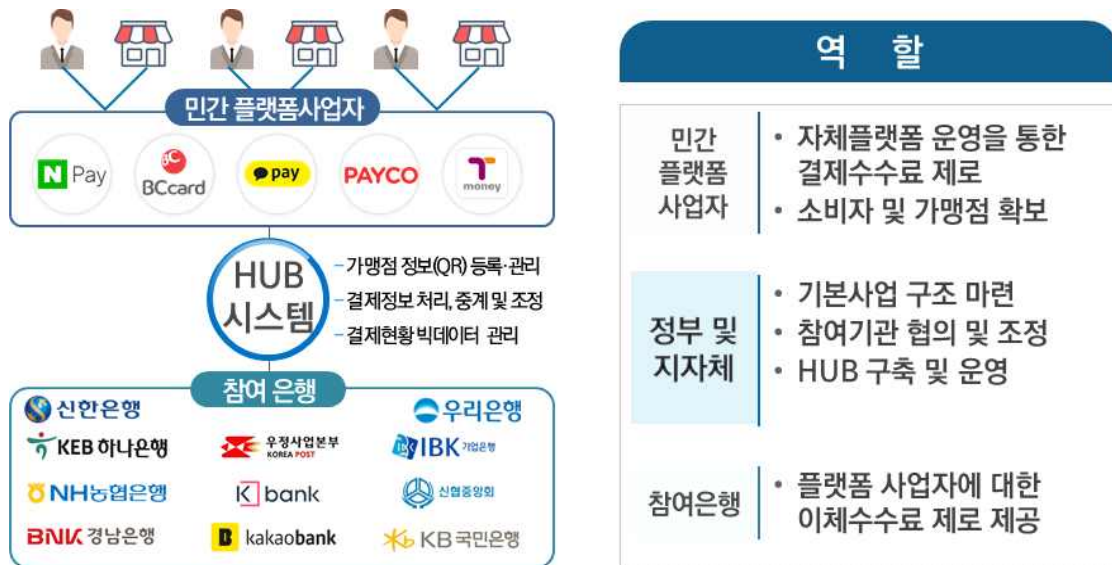 민간 플랫폼사업자
N Pay
BC
BCcard
pay
PAYCO
T
money
HUB
시스템
– 가맹점 정보(QR) 등록·관리
– 결제정보 처리, 중계 및 조정
– 결제현황 빅데이터 관리
참여 은행
신한은행
우리은행
KEB 하나은행
우정사업본부
KOREA POST
IBK 기업은행
NH농협은행
K bank
신협중앙회
BNK 경남은행
B kakaobank
KB 국민은행
역 할
민간
플랫폼
사업자
• 자체플랫폼 운영을 통한
결제수수료 제로
• 소비자 및 가맹점 확보
정부 및
지자체
• 기본사업 구조 마련
• 참여기관 협의 및 조정
• HUB 구축 및 운영
참여은행
• 플랫폼 사업자에 대한
이체수수료 제로 제공